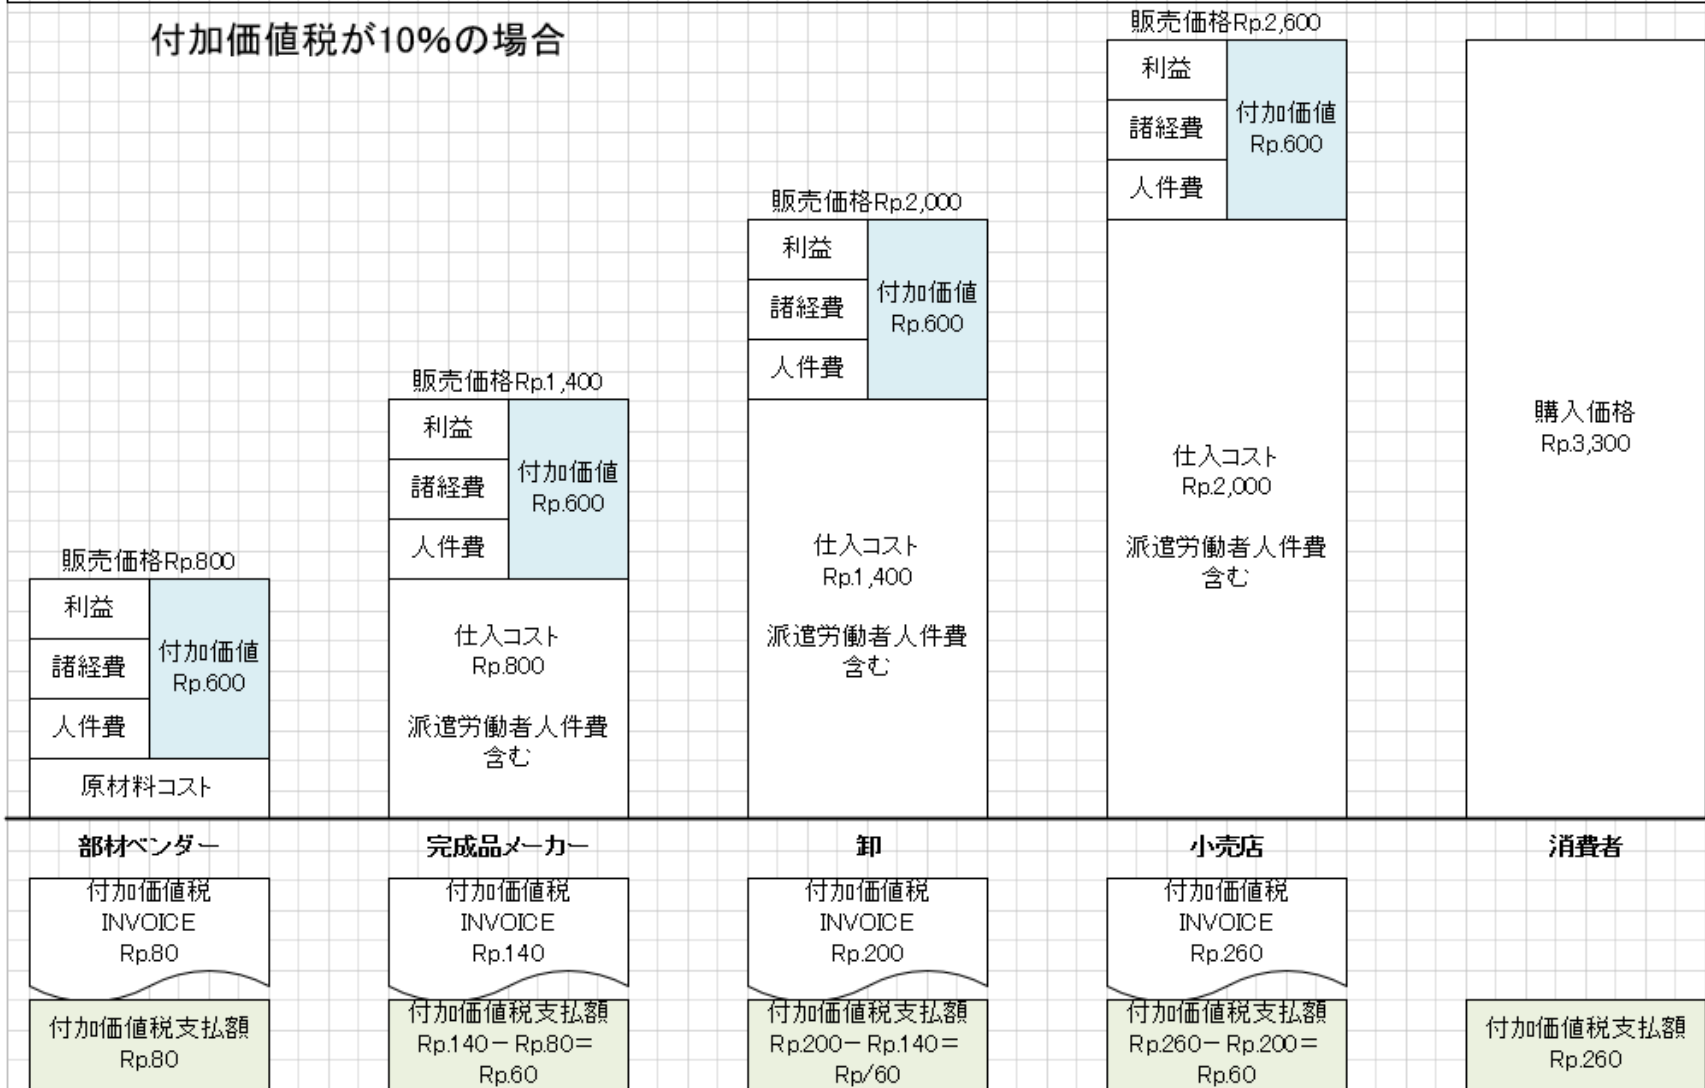 付加価値税が10%の場合
販売価格Rp.800
利益
諸経費
人件費
付加価値
Rp.600
原材料コスト
部材ベンダー
付加価値税
INVOICE
Rp.80
付加価値税支払額
Rp.80
販売価格Rp.1,400
利益
諸経費
人件費
付加価値
Rp.600
仕入コスト
Rp.800
派遣労働者人件費
含む
完成品メーカー
付加価値税
INVOICE
Rp.140
付加価値税支払額
Rp.140－Rp.80＝
Rp.60
販売価格Rp.2,000
利益
諸経費
人件費
付加価値
Rp.600
仕入コスト
Rp.1,400
派遣労働者人件費
含む
卸
付加価値税
INVOICE
Rp.200
付加価値税支払額
Rp.200－Rp.140＝
Rp/60
販売価格Rp.2,600
利益
諸経費
人件費
付加価値
Rp.600
仕入コスト
Rp.2,000
派遣労働者人件費
含む
小売店
付加価値税
INVOICE
Rp.260
付加価値税支払額
Rp.260－Rp.200＝
Rp.60
購入価格
Rp.3,300
消費者
付加価値税支払額
Rp.260